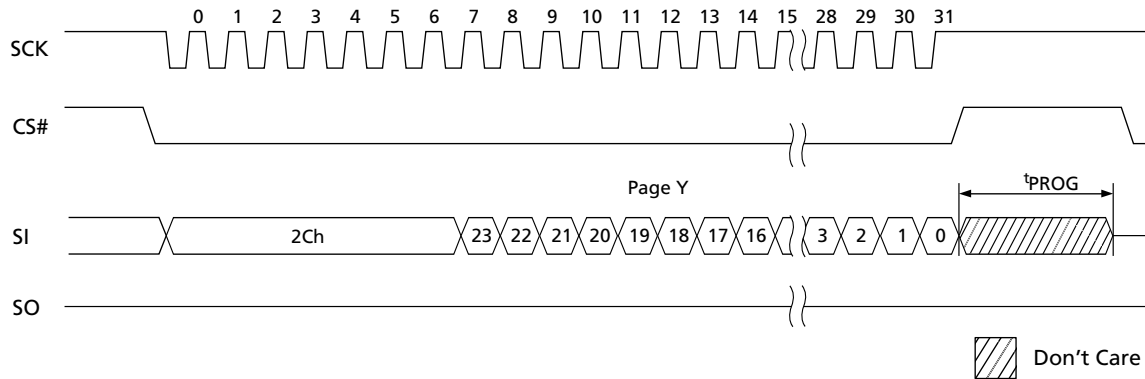 0 1 2 3 4 5 6 7 8 9 10 11 12 13 14 15 28 29 30 31
SCK
CS#
Page Y
tPROG
SI 2Ch 23 22 21 20 19 18 17 16 3 2 1 0
SO
Don't Care